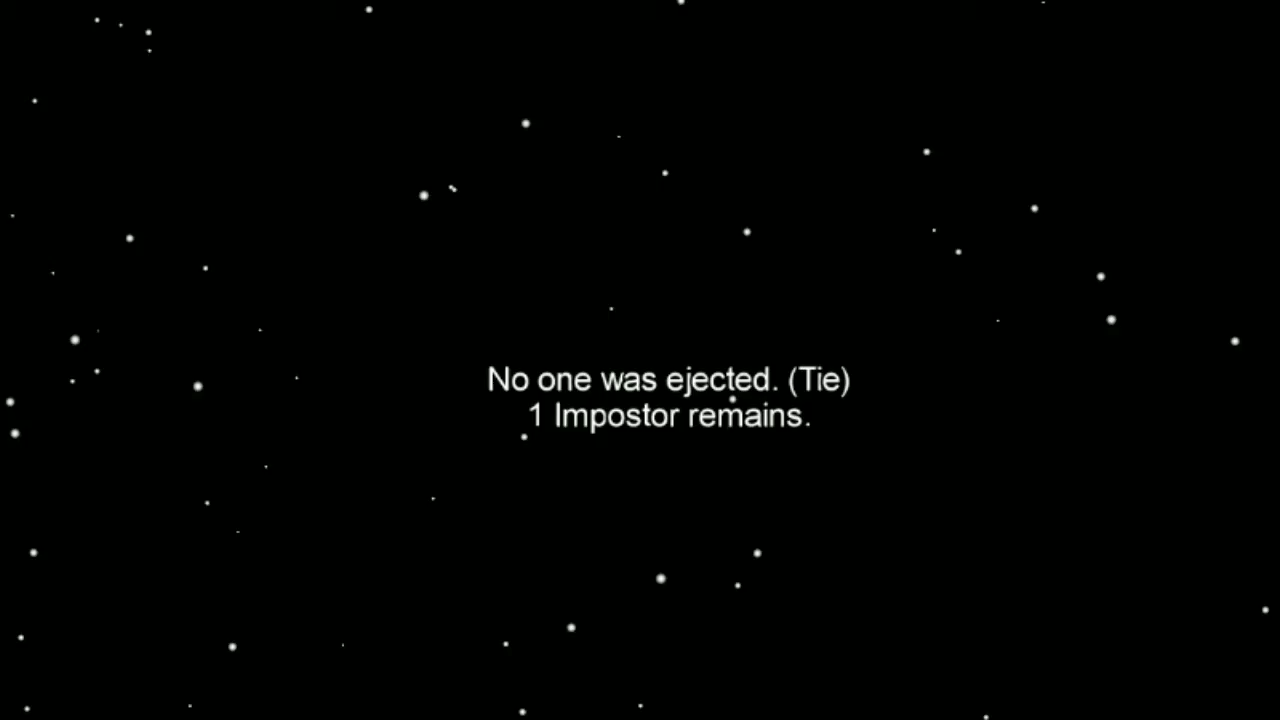 No one was ejected. (Tie)
1 Impostor remains.